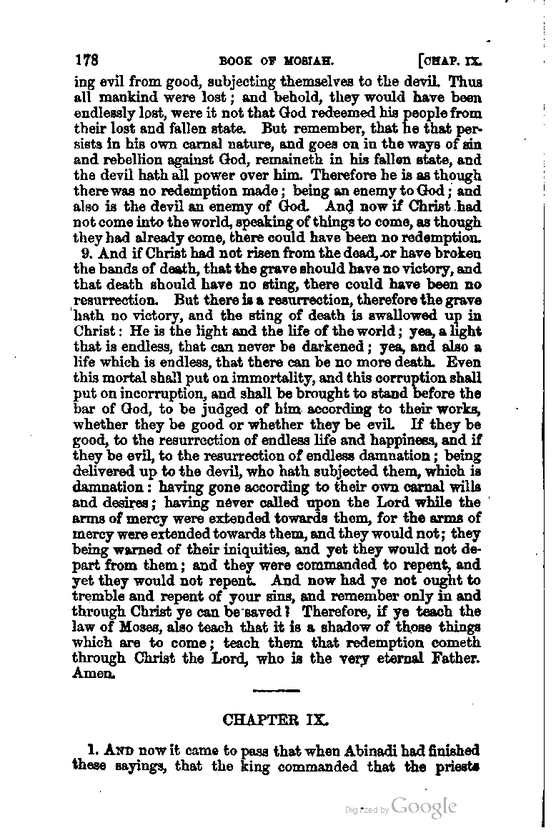 178 BOOK OF MOSIAH. [CHAP. IX.
ing evil from good, subjecting themselves to the devil. Thus
all mankind were lost; and behold, they would have been
endlessly lost, were it not that God redeemed his people from
their lost and fallen state. But remember, that he that per-
sists in his own carnal nature, and goes on in the ways of sin
and rebellion against God, remaineth in his fallen state, and
the devil hath all power over him. Therefore he is as though
there was no redemption made; being an enemy to God; and
also is the devil an enemy of God. And now if Christ had
not come into the world, speaking of things to come, as though
they had already come, there could have been no redemption.
9. And if Christ had not risen from the dead, or have broken
the bands of death, that the grave should have no victory, and
that death should have no sting, there could have been no
resurrection. But there is a resurrection, therefore the grave
hath no victory, and the sting of death is swallowed up in
Christ: He is the light and the life of the world; yea, a light
that is endless, that can never be darkened; yea, and also a
life which is endless, that there can be no more death. Even
this mortal shall put on immortality, and this corruption shall
put on incorruption, and shall be brought to stand before the
bar of God, to be judged of him according to their works,
whether they be good or whether they be evil. If they be
good, to the resurrection of endless life and happiness, and if
they be evil, to the resurrection of endless damnation; being
delivered up to the devil, who hath subjected them, which is
damnation: having gone according to their own carnal wills
and desires; having never called upon the Lord while the
arms of mercy were extended towards them, for the arms of
mercy were extended towards them, and they would not; they
being warned of their iniquities, and yet they would not de-
part from them; and they were commanded to repent, and
yet they would not repent. And now had ye not ought to
tremble and repent of your sins, and remember only in and
through Christ ye can be saved? Therefore, if ye teach the
law of Moses, also teach that it is a shadow of those things
which are to come; teach them that redemption cometh
through Christ the Lord, who is the very eternal Father.
Amen.
CHAPTER IX.
1. AND now it came to pass that when Abinadi had finished
these sayings, that the king commanded that the priests
Digitized by Google